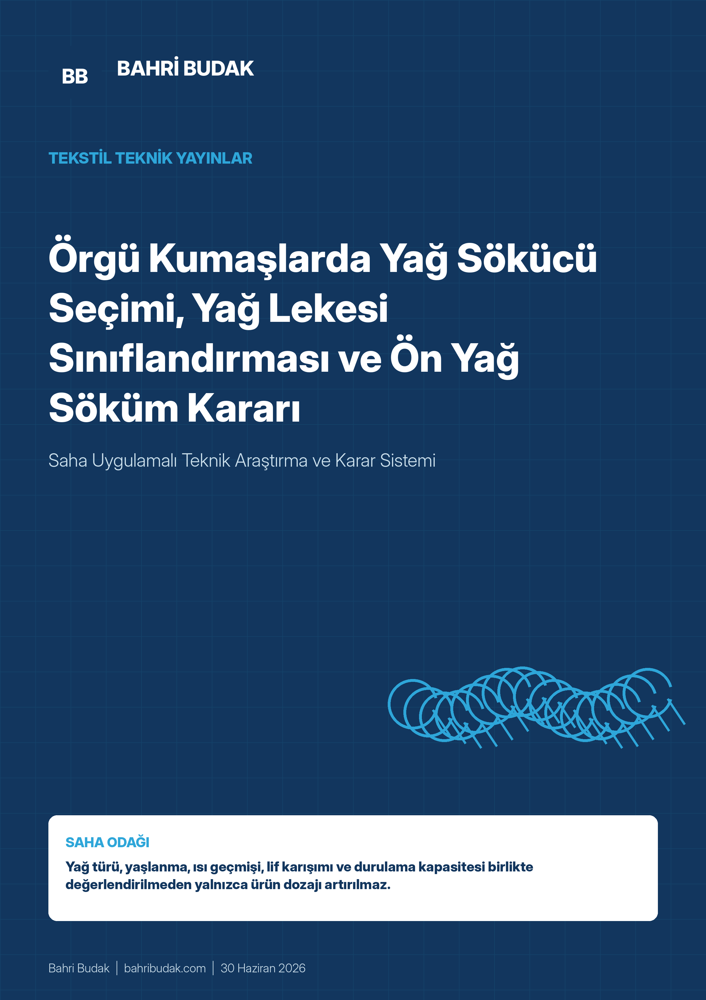 BB
BAHRİ BUDAK
TEKSTİL TEKNİK YAYINLAR
Örgü Kumaşlarda Yağ Sökücü
Seçimi, Yağ Lekesi
Sınıflandırması ve Ön Yağ
Söküm Kararı
Saha Uygulamalı Teknik Araştırma ve Karar Sistemi
SAHA ODAĞI
Yağ türü, yaşlanma, ısı geçmişi, lif karışımı ve durulama kapasitesi birlikte
değerlendirilmeden yalnızca ürün dozajı artırılmaz.
Bahri Budak | bahribudak.com | 30 Haziran 2026